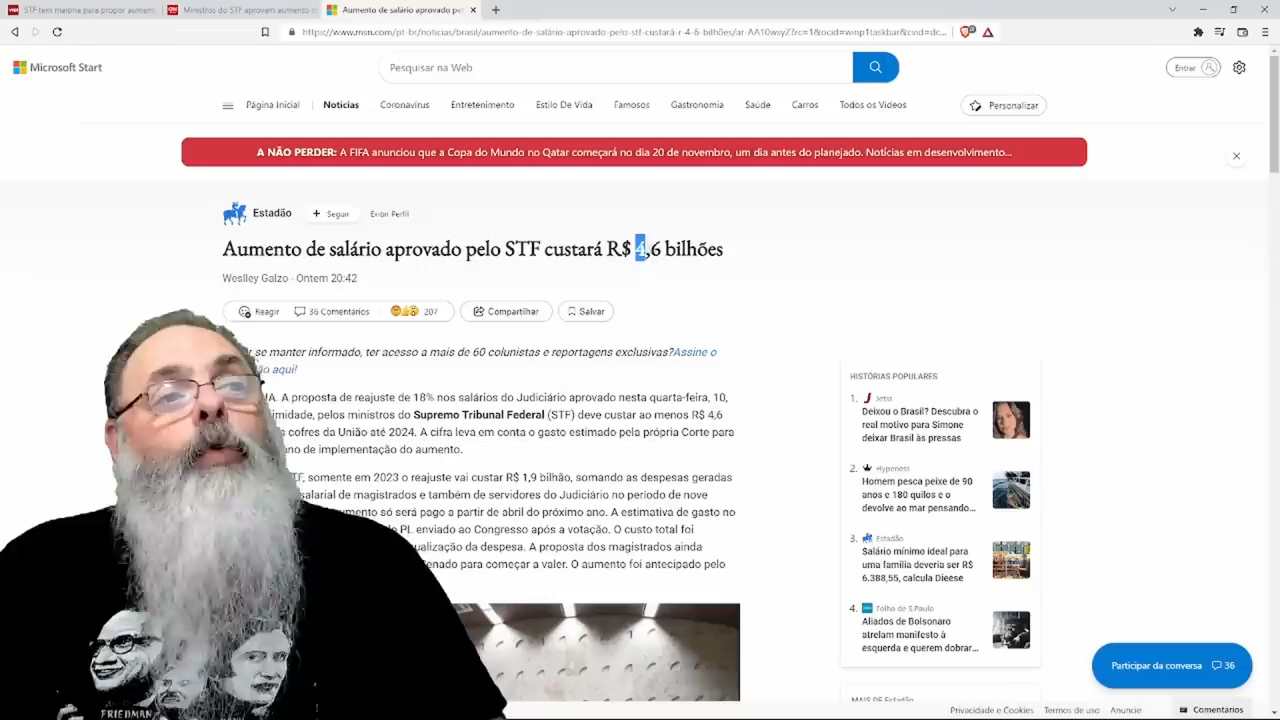 STF tem maioria para propor aument
Ministros do STF aprovam aumento d
Aumento de salário aprovado pel
https://www.msn.com/pt-br/noticias/brasil/aumento-de-salário-aprovado-pelo-stf-custará-r-4-6-bilhões/ar-AA10wsyZ?rc=1&ocid=winp1taskbar&cvid=dc...
Microsoft Start
Pesquisar na Web
Entrar
Página Inicial
Notícias
Coronavirus
Entretenimento
Estilo De Vida
Famosos
Gastronomia
Saúde
Carros
Todos os Vídeos
Personalizar
A NÃO PERDER: A FIFA anunciou que a Copa do Mundo no Qatar começará no dia 20 de novembro, um dia antes do planejado. Notícias em desenvolvimento...
Estadão
Seguir
Exibir Perfil
Aumento de salário aprovado pelo STF custará R$ 4,6 bilhões
Weslley Galzo - Ontem 20:42
Reagir
36 Comentários
207
Compartilhar
Salvar
r se manter informado, ter acesso a mais de 60 colunistas e reportagens exclusivas?Assine o
ão aqui!
IA. A proposta de reajuste de 18% nos salários do Judiciário aprovado nesta quarta-feira, 10,
imidade, pelos ministros do Supremo Tribunal Federal (STF) deve custar ao menos R$ 4,6
s cofres da União até 2024. A cifra leva em conta o gasto estimado pela própria Corte para
ano de implementação do aumento.
TF, somente em 2023 o reajuste vai custar R$ 1,9 bilhão, somando as despesas geradas
salarial de magistrados e também de servidores do Judiciário no período de nove
umento só será pago a partir de abril do próximo ano. A estimativa de gasto no
PL enviado ao Congresso após a votação. O custo total foi
ualização da despesa. A proposta dos magistrados ainda
enado para começar a valer. O aumento foi antecipado pelo
HISTÓRIAS POPULARES
1. Jetss
Deixou o Brasil? Descubra o
real motivo para Simone
deixar Brasil às pressas
2. Hypeness
Homem pesca peixe de 90
anos e 180 quilos e o
devolve ao mar pensando...
3. Estadão
Salário mínimo ideal para
uma família deveria ser R$
6.388,55, calcula Dieese
4. Folha de S.Paulo
Aliados de Bolsonaro
atrelam manifesto à
esquerda e querem dobrar...
Participar da conversa 36
MAIS DE Estadão
Privacidade e Cookies
Termos de uso
Anuncie
Comentários
FRIEDMAN